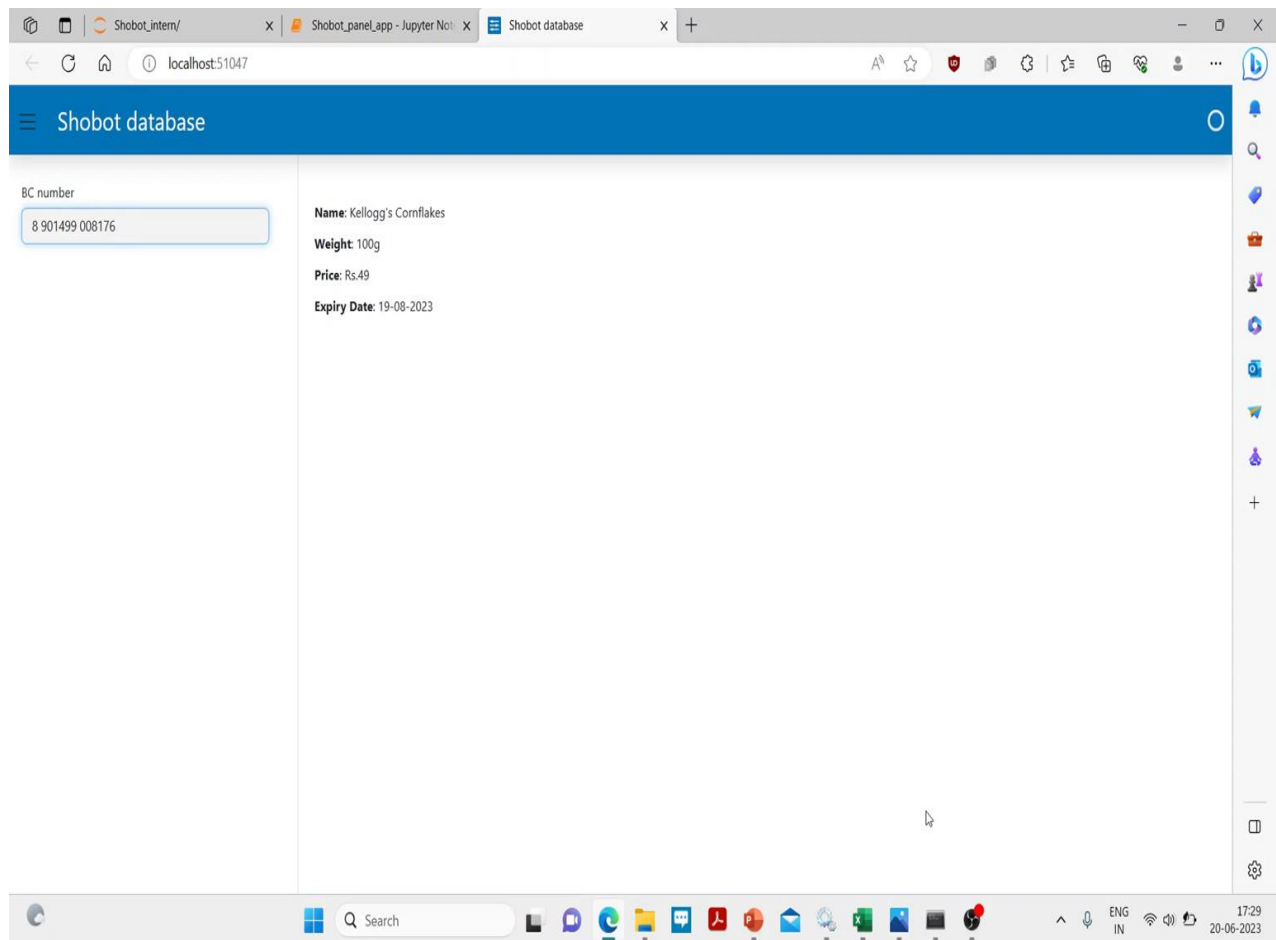 Shobot_intern/
Shobot_panel_app - Jupyter Not
Shobot database
localhost:51047
Shobot database
BC number
8 901499 008176
Name: Kellogg's Cornflakes
Weight: 100g
Price: Rs.49
Expiry Date: 19-08-2023
Search
ENG
IN
17:29
20-06-2023